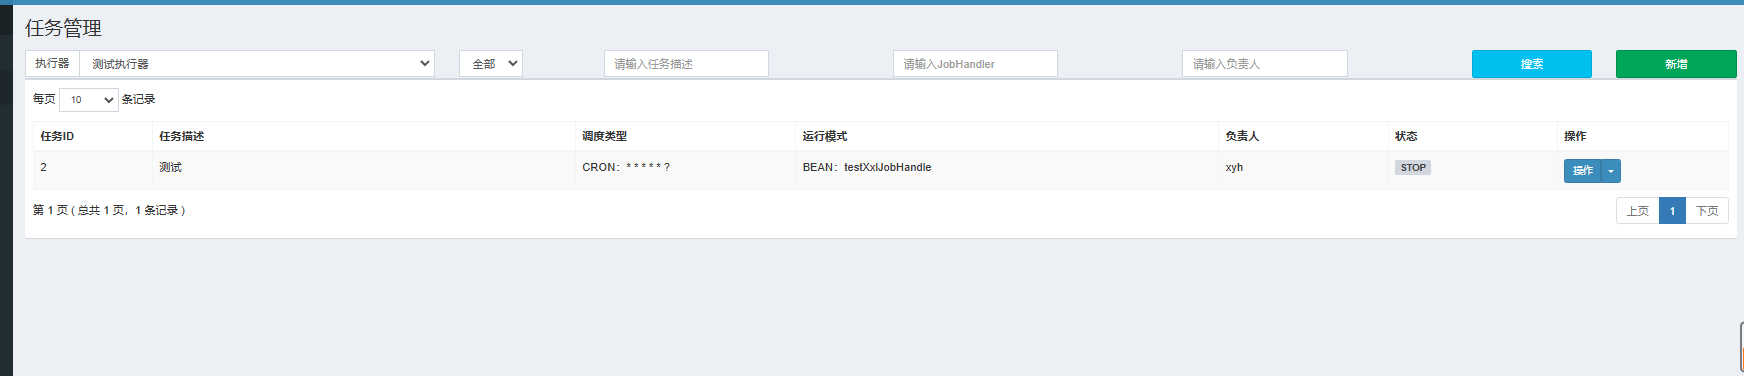 任务管理
执行器 测试执行器 全部 请输入任务描述 请输入JobHandler 请输入负责人 搜索 新增
每页 10 条记录
任务ID 任务描述 调度类型 运行模式 负责人 状态 操作
2 测试 CRON：* * * * * ? BEAN：testXxlJobHandle xyh STOP 操作
第 1 页 ( 总共 1 页，1 条记录 ) 上页 1 下页